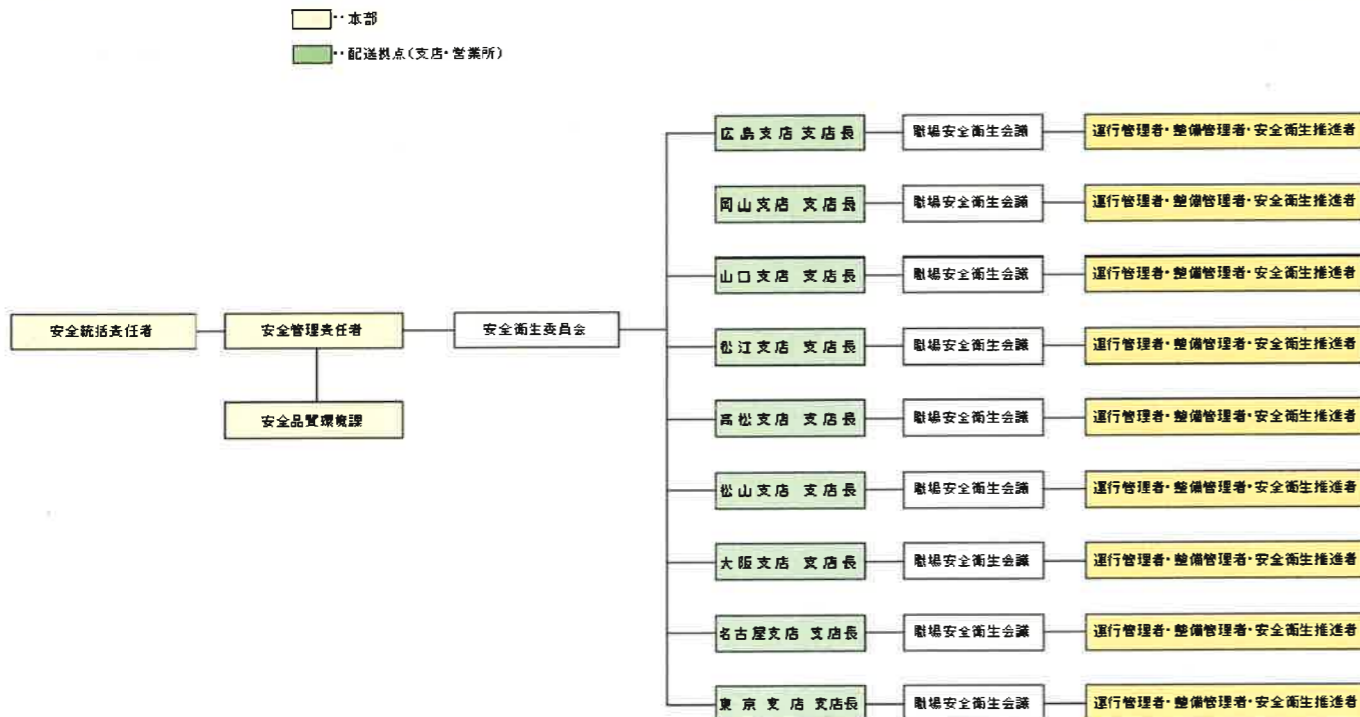 ‥本部
‥配送拠点(支店・営業所)
広島支店 支店長
職場安全衛生会議
運行管理者・整備管理者・安全衛生推進者
岡山支店 支店長
職場安全衛生会議
運行管理者・整備管理者・安全衛生推進者
山口支店 支店長
職場安全衛生会議
運行管理者・整備管理者・安全衛生推進者
安全統括責任者
安全管理責任者
安全衛生委員会
松江支店 支店長
職場安全衛生会議
運行管理者・整備管理者・安全衛生推進者
安全品質環境課
高松支店 支店長
職場安全衛生会議
運行管理者・整備管理者・安全衛生推進者
松山支店 支店長
職場安全衛生会議
運行管理者・整備管理者・安全衛生推進者
大阪支店 支店長
職場安全衛生会議
運行管理者・整備管理者・安全衛生推進者
名古屋支店 支店長
職場安全衛生会議
運行管理者・整備管理者・安全衛生推進者
東京支店 支店長
職場安全衛生会議
運行管理者・整備管理者・安全衛生推進者